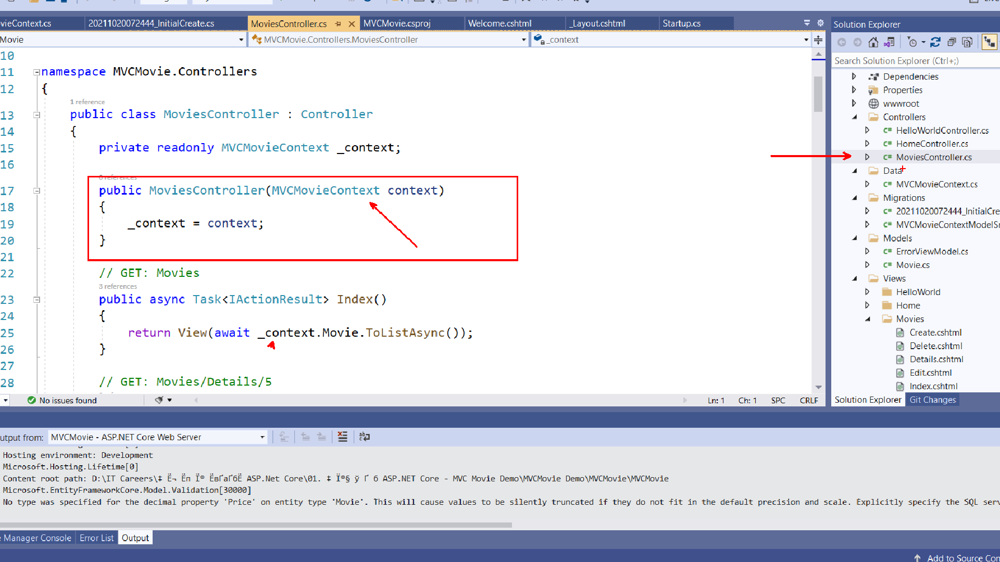 vieContext.cs
20211020072444_InitialCreate.cs
MoviesController.cs
MVCMovie.csproj
Welcome.cshtml
_Layout.cshtml
Startup.cs
Movie
MVCMovie.Controllers.MoviesController
_context
10
11 namespace MVCMovie.Controllers
12 {
1 reference
13 public class MoviesController : Controller
14 {
15 private readonly MVCMovieContext _context;
16
references
17 public MoviesController(MVCMovieContext context)
18 {
19 _context = context;
20 }
21
22 // GET: Movies
3 references
23 public async Task<IActionResult> Index()
24 {
25 return View(await _context.Movie.ToListAsync());
26 }
27
28 // GET: Movies/Details/5
No issues found
Ln: 1 Ch: 1 SPC CRLF
Solution Explorer
Search Solution Explorer (Ctrl+;)
Dependencies
Properties
wwwroot
Controllers
C# HelloWorldController.cs
C# HomeController.cs
C# MoviesController.cs
Data
C# MVCMovieContext.cs
Migrations
C# 20211020072444_InitialCre
C# MVCMovieContextModelSn
Models
C# ErrorViewModel.cs
C# Movie.cs
Views
HelloWorld
Home
Movies
Create.cshtml
Delete.cshtml
Details.cshtml
Edit.cshtml
Index.cshtml
Solution Explorer Git Changes
utput from: MVCMovie - ASP.NET Core Web Server
Hosting environment: Development
Microsoft.Hosting.Lifetime[0]
Content root path: D:\IT Careers\ ASP.Net Core\01. ASP.NET Core - MVC Movie Demo\MVCMovie Demo\MVCMovie\MVCMovie
Microsoft.EntityFrameworkCore.Model.Validation[30000]
No type was specified for the decimal property 'Price' on entity type 'Movie'. This will cause values to be silently truncated if they do not fit in the default precision and scale. Explicitly specify the SQL serv
e Manager Console Error List Output
Add to Source Con